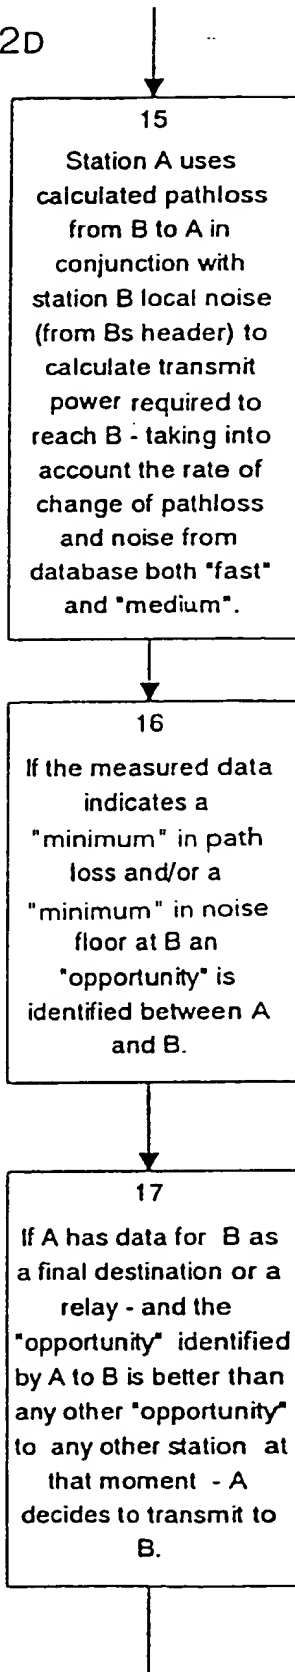 2D
15
Station A uses
calculated pathloss
from B to A in
conjunction with
station B local noise
(from Bs header) to
calculate transmit
power required to
reach B - taking into
account the rate of
change of pathloss
and noise from
database both "fast"
and "medium".
16
If the measured data
indicates a
"minimum" in path
loss and/or a
"minimum" in noise
floor at B an
"opportunity" is
identified between A
and B.
17
If A has data for B as
a final destination or a
relay - and the
"opportunity" identified
by A to B is better than
any other "opportunity"
to any other station at
that moment - A
decides to transmit to
B.